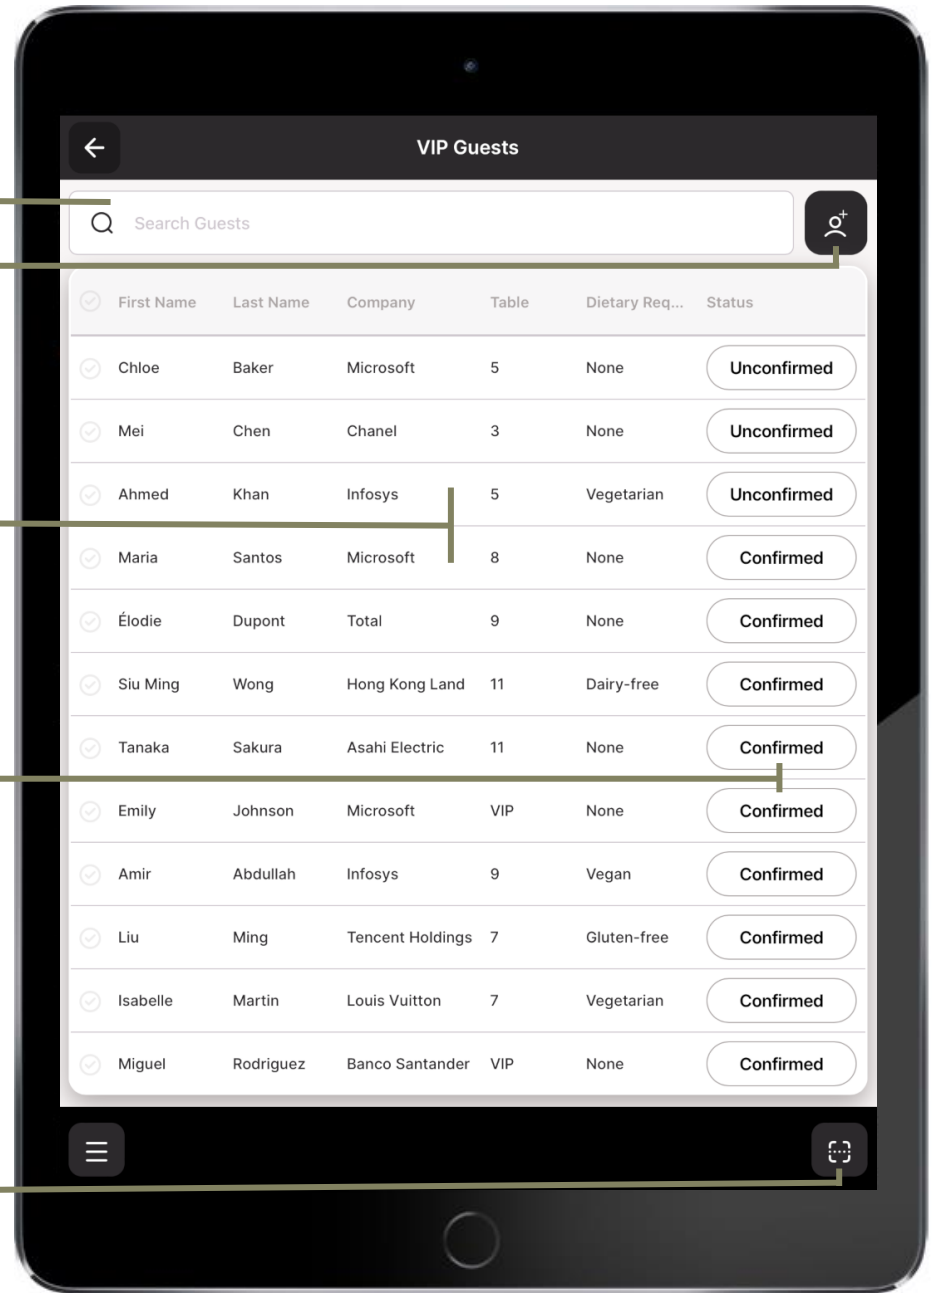 VIP Guests
Search Guests
First Name Last Name Company Table Dietary Req... Status
Chloe Baker Microsoft 5 None Unconfirmed
Mei Chen Chanel 3 None Unconfirmed
Ahmed Khan Infosys 5 Vegetarian Unconfirmed
Maria Santos Microsoft 8 None Confirmed
Élodie Dupont Total 9 None Confirmed
Siu Ming Wong Hong Kong Land 11 Dairy-free Confirmed
Tanaka Sakura Asahi Electric 11 None Confirmed
Emily Johnson Microsoft VIP None Confirmed
Amir Abdullah Infosys 9 Vegan Confirmed
Liu Ming Tencent Holdings 7 Gluten-free Confirmed
Isabelle Martin Louis Vuitton 7 Vegetarian Confirmed
Miguel Rodriguez Banco Santander VIP None Confirmed